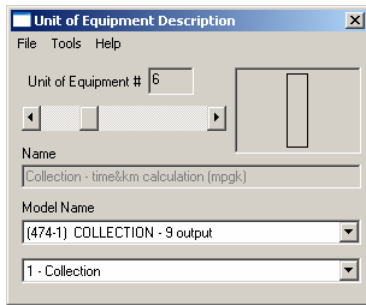 Unit of Equipment Description
File Tools Help
Unit of Equipment # 6
Name
Collection - time&km calculation (mpgk)
Model Name
(474-1) COLLECTION - 9 output
1 - Collection